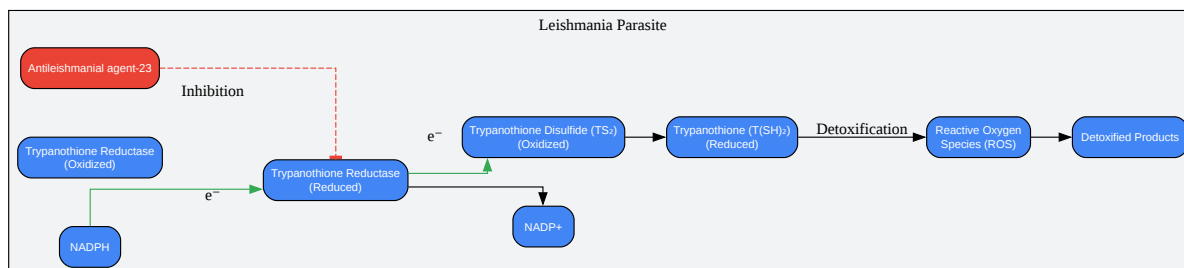 Leishmania Parasite
Antileishmanial agent-23
Inhibition
Trypanothione Reductase
(Oxidized)
NADPH
e⁻
Trypanothione Reductase
(Reduced)
e⁻
Trypanothione Disulfide (TS₂)
(Oxidized)
NADP+
Trypanothione (T(SH)₂)
(Reduced)
Detoxification
Reactive Oxygen
Species (ROS)
Detoxified Products